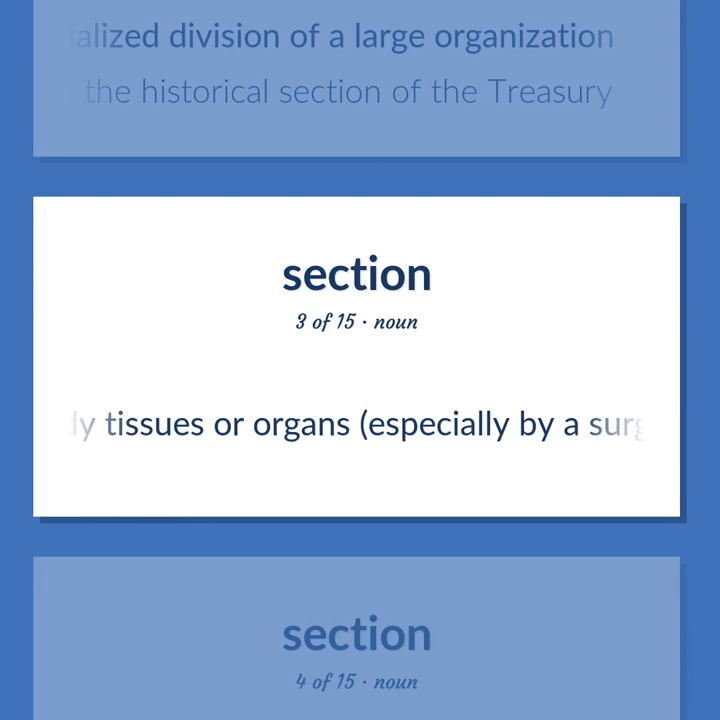 division of a large organization
the historical section of the Treasury
section
3 of 15 · noun
tissues or organs (especially by a
section
4 of 15 · noun